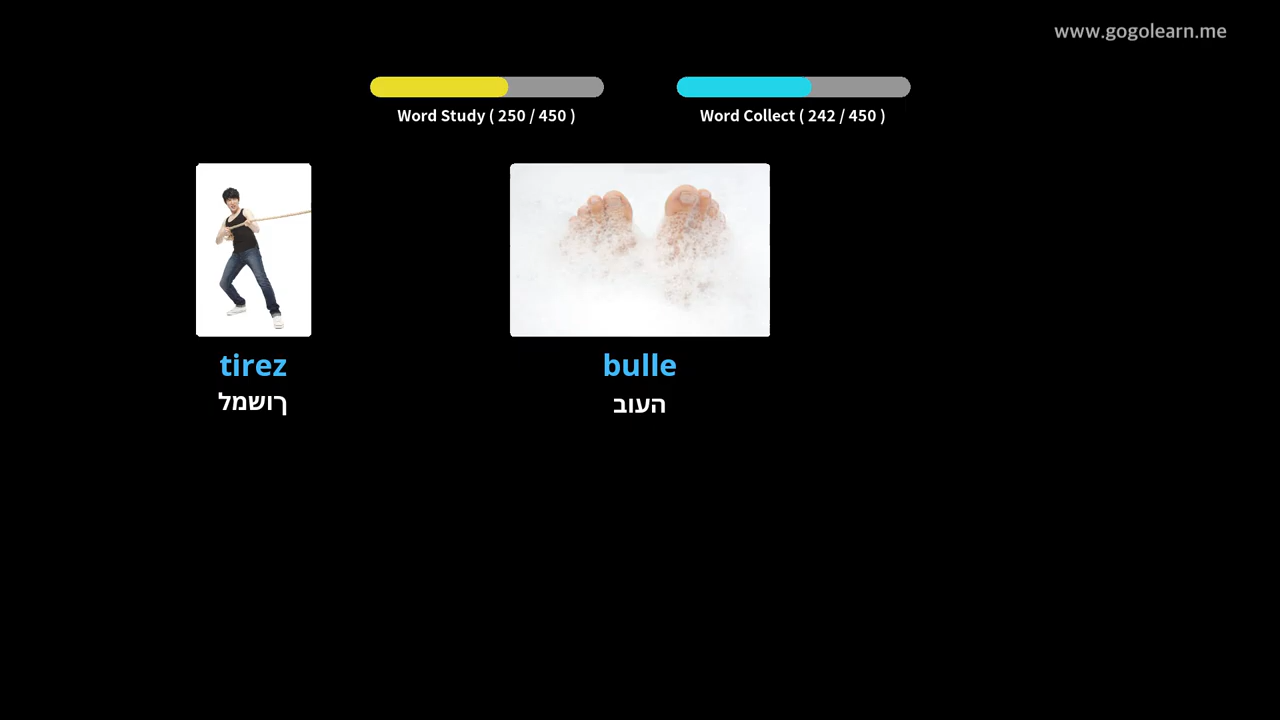 www.gogolearn.me
Word Study ( 250 / 450 )
Word Collect ( 242 / 450 )
tirez
ךושמל
bulle
העוב